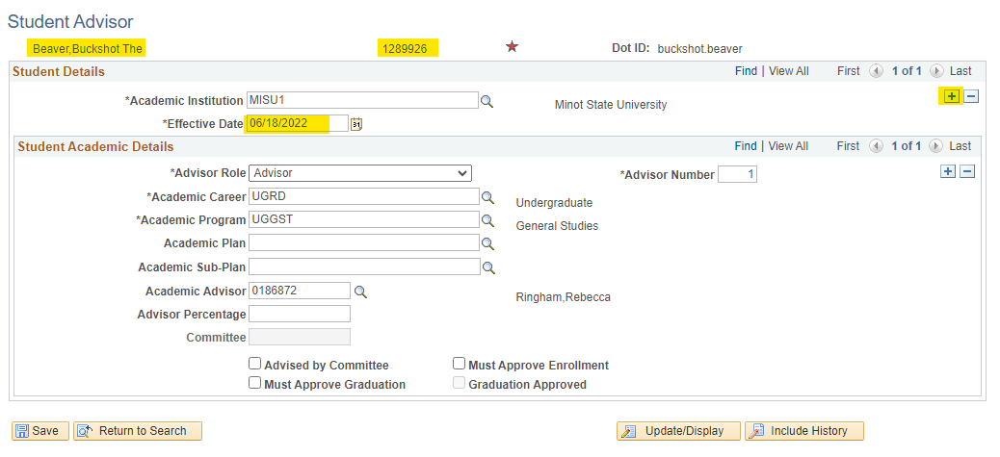 Student Advisor
Beaver,Buckshot The 1289926 Dot ID: buckshot.beaver
Student Details Find | View All First 1 of 1 Last
*Academic Institution MISU1 Minot State University
*Effective Date 06/18/2022 31
Student Academic Details Find | View All First 1 of 1 Last
*Advisor Role Advisor *Advisor Number 1
*Academic Career UGRD Undergraduate
*Academic Program UGGST General Studies
Academic Plan
Academic Sub-Plan
Academic Advisor 0186872 Ringham,Rebecca
Advisor Percentage
Committee
Advised by Committee Must Approve Enrollment
Must Approve Graduation Graduation Approved
Save Return to Search Update/Display Include History